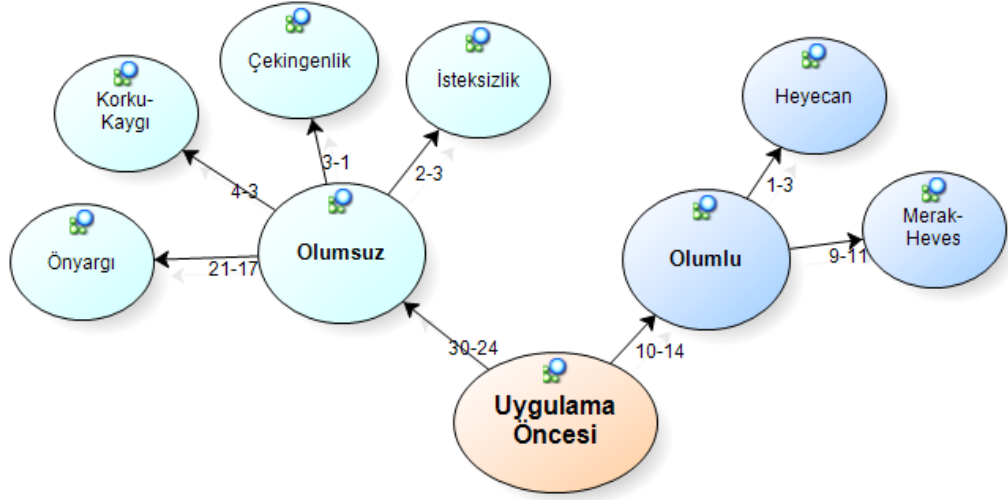 Çekingenlik
İsteksizlik
Korku-
Kaygı
Heyecan
3-1
2-3
4-3
1-3
Merak-
Heves
Önyargı
Olumsuz
Olumlu
21-17
9-11
30-24
10-14
Uygulama
Öncesi